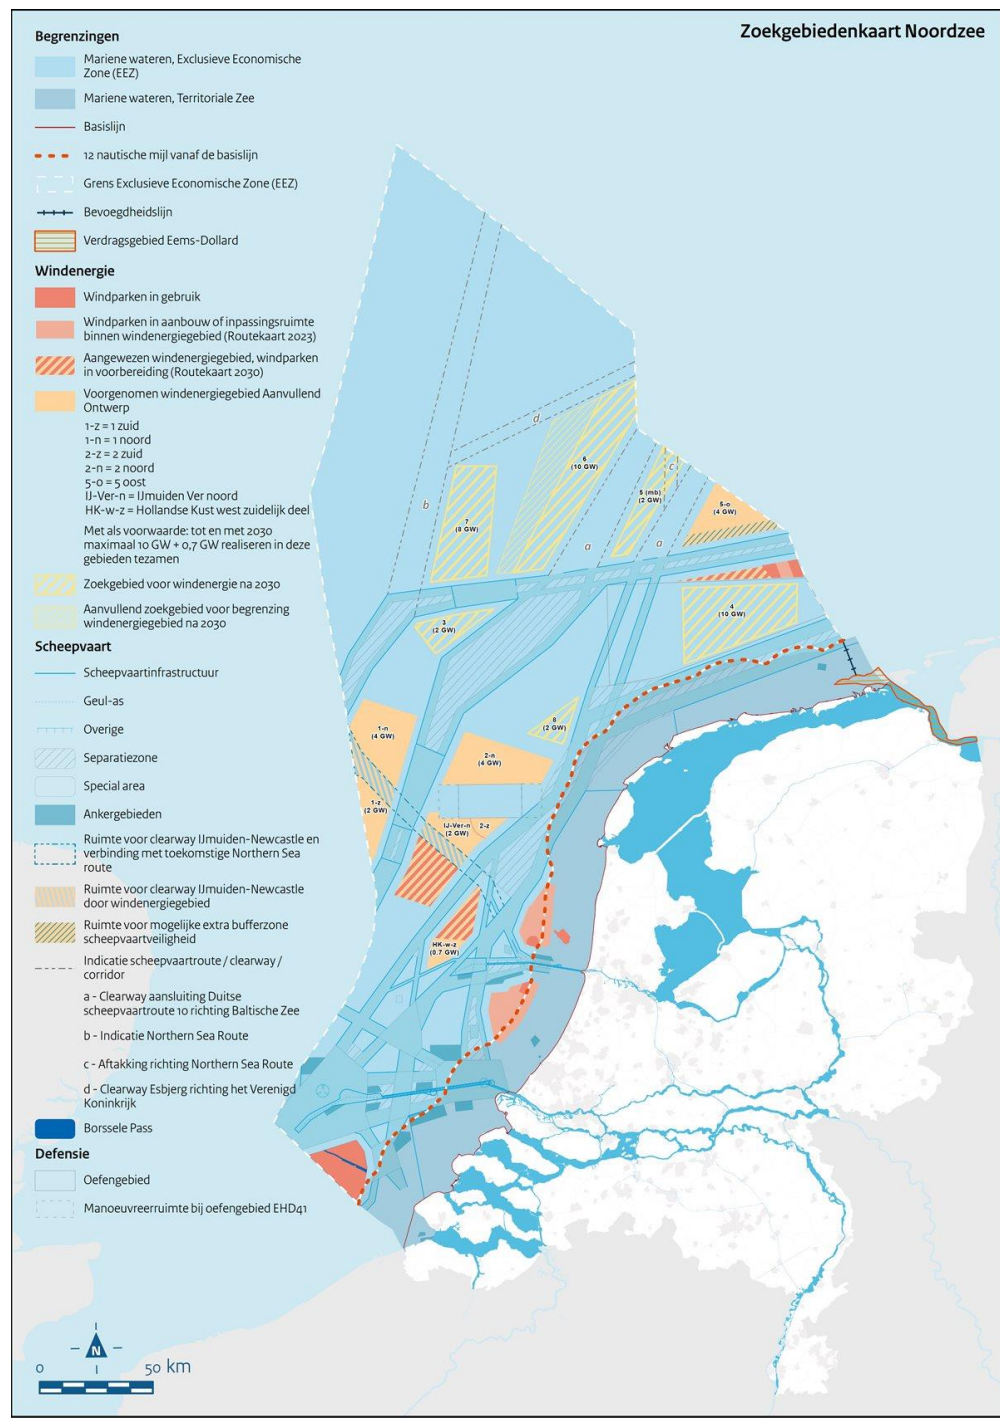 Zoekgebiedenkaart Noordzee
Begrenzingen
Mariene wateren, Exclusieve Economische
Zone (EEZ)
Mariene wateren, Territoriale Zee
Basislijn
12 nautische mijl vanaf de basislijn
Grens Exclusieve Economische Zone (EEZ)
Bevoegdheidslijn
Verdragsgebied Eems-Dollard
Windenergie
Windparken in gebruik
Windparken in aanbouw of inpassingsruimte
binnen windenergiegebied (Routekaart 2023)
Aangewezen windenergiegebied, windparken
in voorbereiding (Routekaart 2030)
Voorgenomen windenergiegebied Aanvullend
Ontwerp
1-z = 1 zuid
1-n = 1 noord
2-z = 2 zuid
2-n = 2 noord
5-o = 5 oost
IJ-Ver-n = IJmuiden Ver noord
HK-w-z = Hollandse Kust west zuidelijk deel
Met als voorwaarde: tot en met 2030
maximaal 10 GW + 0,7 GW realiseren in deze
gebieden tezamen
Zoekgebied voor windenergie na 2030
Aanvullend zoekgebied voor begrenzing
windenergiegebied na 2030
Scheepvaart
Scheepvaartinfrastructuur
Geul-as
Overige
Separatiezone
Special area
Ankergebieden
Ruimte voor clearway IJmuiden-Newcastle en
verbinding met toekomstige Northern Sea
route
Ruimte voor clearway IJmuiden-Newcastle
door windenergiegebied
Ruimte voor mogelijke extra bufferzone
scheepvaartveiligheid
Indicatie scheepvaartroute / clearway /
corridor
a - Clearway aansluiting Duitse
scheepvaartroute 10 richting Baltische Zee
b - Indicatie Northern Sea Route
c - Aftakking richting Northern Sea Route
d - Clearway Esbjerg richting het Verenigd
Koninkrijk
Borssele Pass
Defensie
Oefengebied
Manoeuvreerruimte bij oefengebied EHD41
N
0
50 km
d
6
(10 GW)
c
b
7
(8 GW)
5 (mb)
(2 GW)
5-o
(4 GW)
a
a
4
(10 GW)
3
(2 GW)
8
(2 GW)
1-n
(4 GW)
2-n
(4 GW)
1-z
(2 GW)
IJ-Ver-n
(2 GW)
2-z
HK-w-z
(0.7 GW)